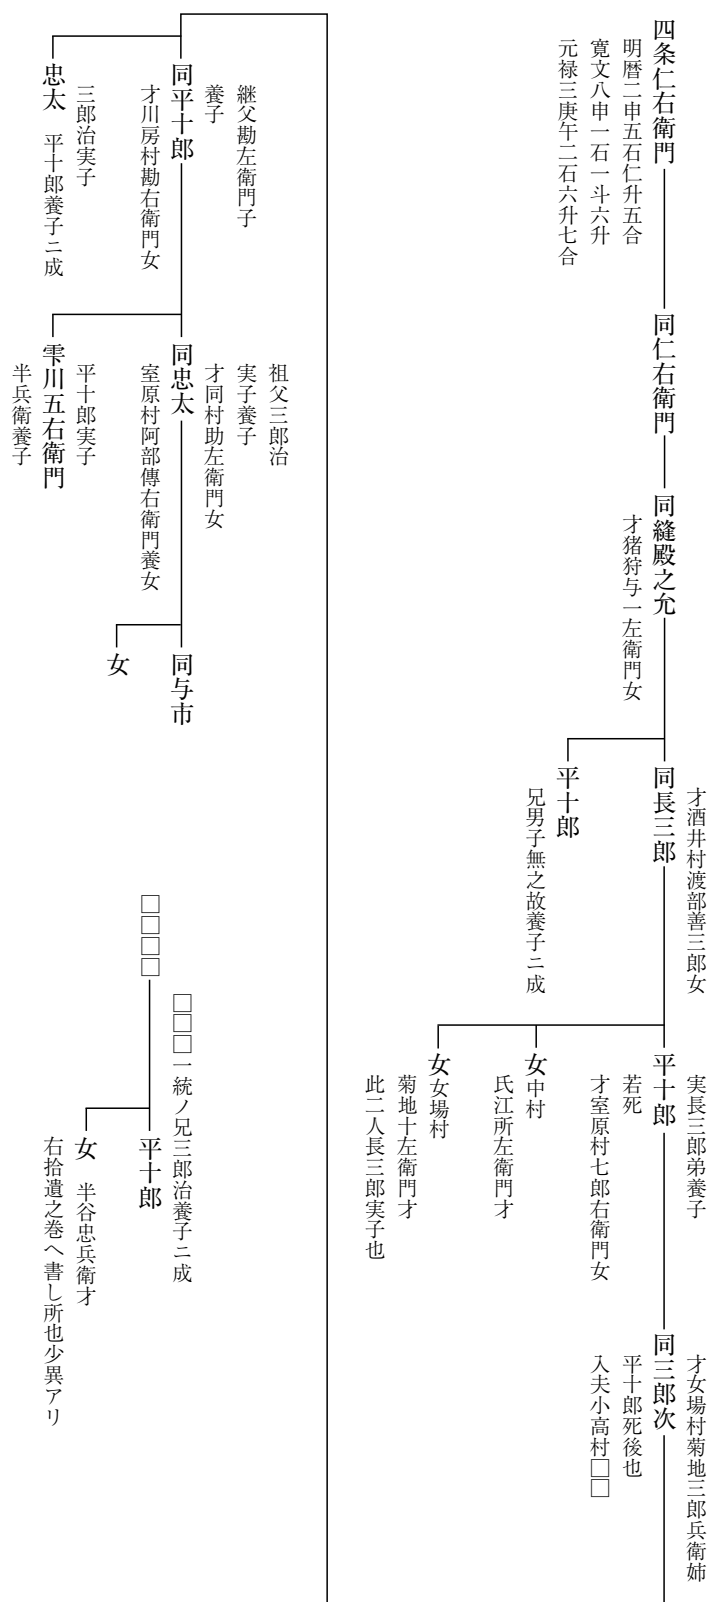 四条仁右衛門
明暦二申五石仁升五合
寛文八申一石一斗六升
元禄三庚午二石六升七合
同仁右衛門
同縫殿之允
才猪狩与一左衛門女
才酒井村渡部善三郎女
同長三郎
平十郎
兄男子無之故養子ニ成
実長三郎弟養子
平十郎
若死
才室原村七郎右衛門女
女 中村
氏江所左衛門才
女 女場村
菊地十左衛門才
此二人長三郎実子也
才女場村菊地三郎兵衛姉
同三郎次
平十郎死後也
入夫小高村□□
継父勘左衛門子
養子
同平十郎
才川房村勘右衛門女
三郎治実子
忠太 平十郎養子ニ成
祖父三郎治
実子養子
才同村助左衛門女
同忠太
室原村阿部傳右衛門養女
平十郎実子
雫川五右衛門
半兵衛養子
同与市
女
□□□□
□□□一統ノ兄三郎治養子ニ成
平十郎
女 半谷忠兵衛才
右拾遺之巻へ書し所也少異アリ